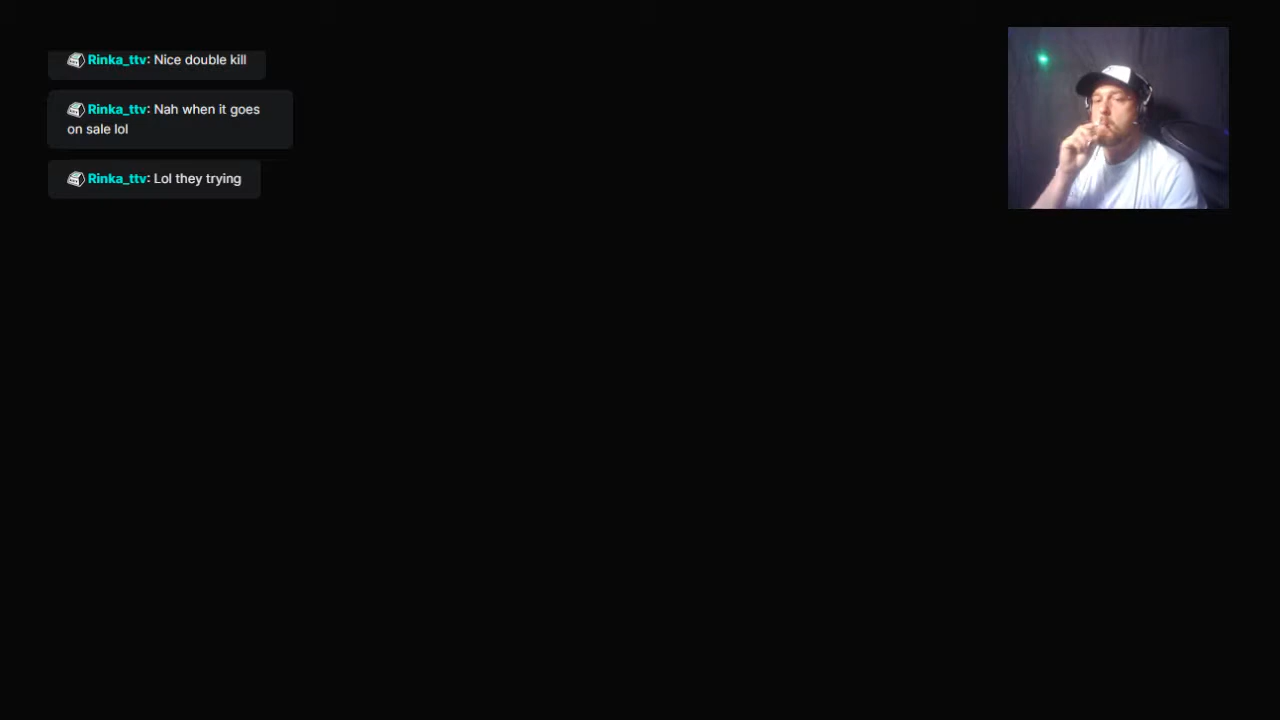 Rinka_ttv: Nice double kill
Rinka_ttv: Nah when it goes
on sale lol
Rinka_ttv: Lol they trying